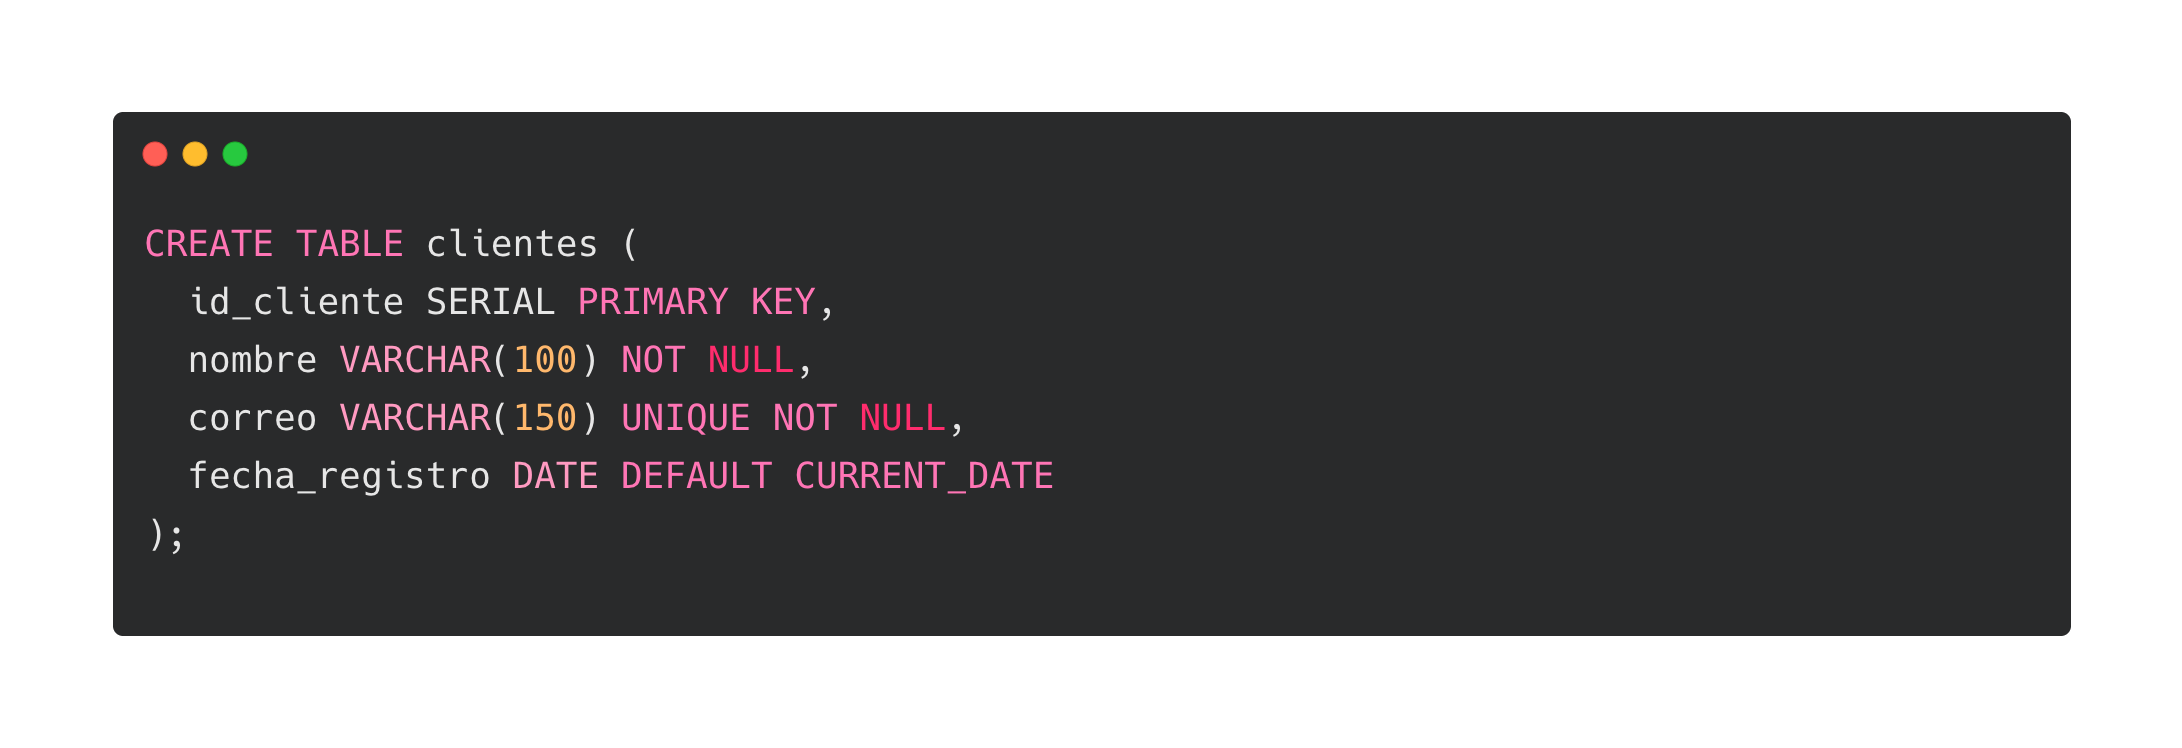 CREATE TABLE clientes (
  id_cliente SERIAL PRIMARY KEY,
  nombre VARCHAR(100) NOT NULL,
  correo VARCHAR(150) UNIQUE NOT NULL,
  fecha_registro DATE DEFAULT CURRENT_DATE
);